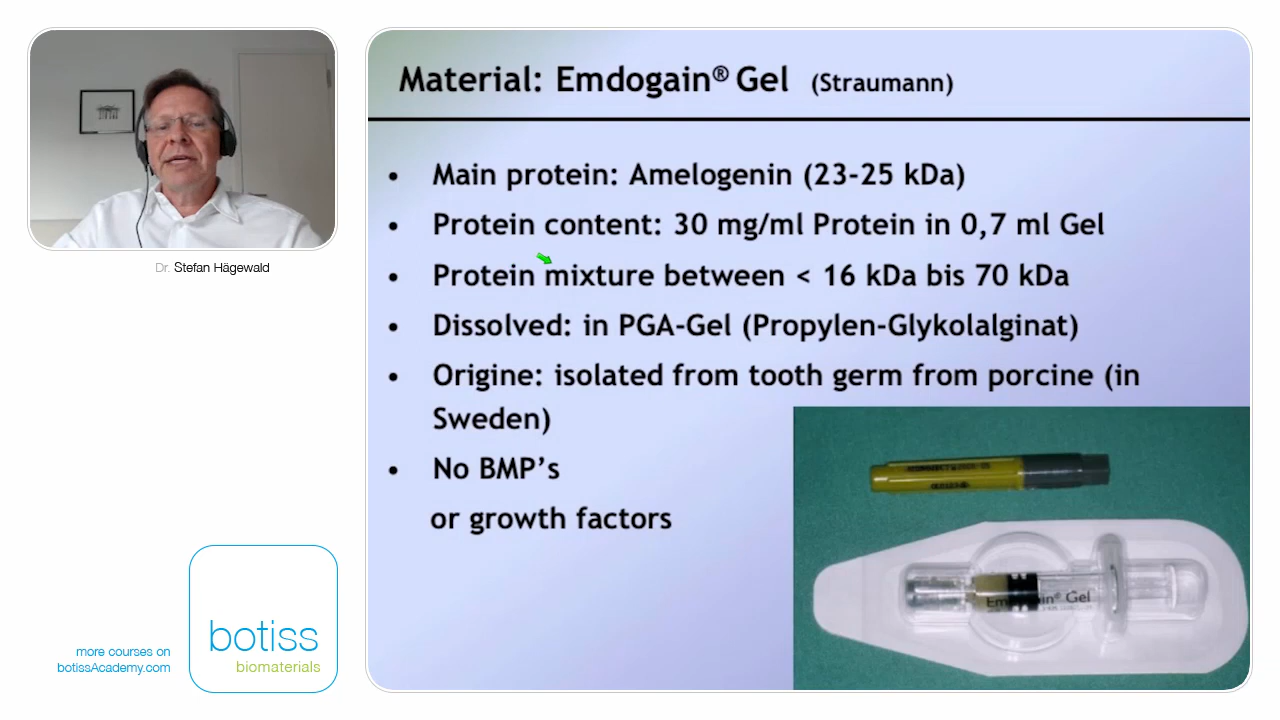 Material: Emdogain® Gel (Straumann)
• Main protein: Amelogenin (23-25 kDa)
• Protein content: 30 mg/ml Protein in 0,7 ml Gel
• Protein mixture between < 16 kDa bis 70 kDa
• Dissolved: in PGA-Gel (Propylen-Glykolalginat)
• Origine: isolated from tooth germ from porcine (in
Sweden)
• No BMP’s
or growth factors
Gel
Dr. Stefan Hägewald
more courses on
botissAcademy.com
botiss
biomaterials